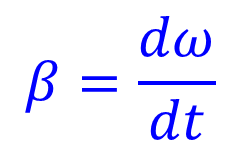 β = dω/dt